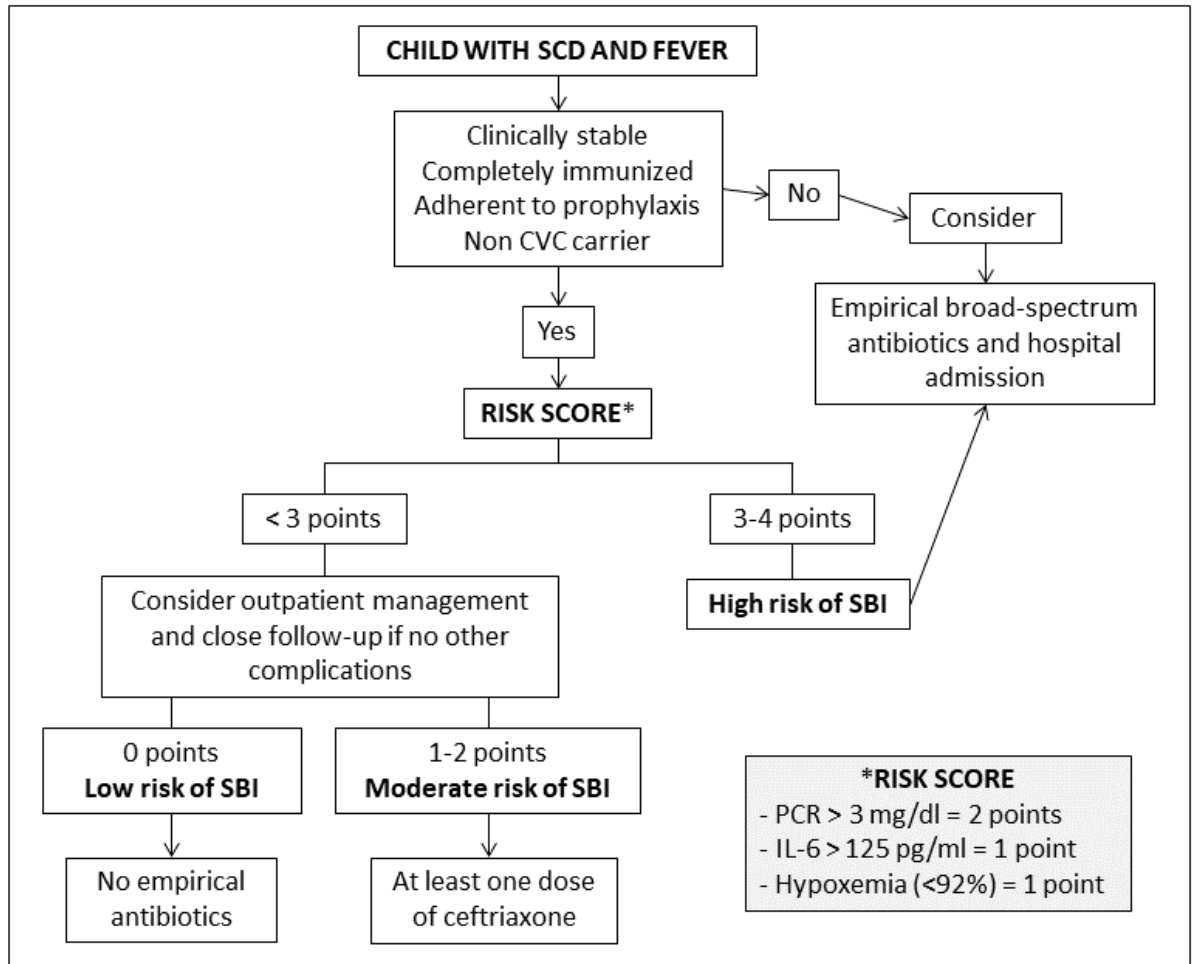 CHILD WITH SCD AND FEVER
Clinically stable
Completely immunized
Adherent to prophylaxis
Non CVC carrier
No
Consider
Empirical broad-spectrum
antibiotics and hospital
admission
Yes
RISK SCORE*
< 3 points
3-4 points
Consider outpatient management
and close follow-up if no other
complications
High risk of SBI
0 points
Low risk of SBI
1-2 points
Moderate risk of SBI
No empirical
antibiotics
At least one dose
of ceftriaxone
*RISK SCORE
- PCR > 3 mg/dl = 2 points
- IL-6 > 125 pg/ml = 1 point
- Hypoxemia (<92%) = 1 point